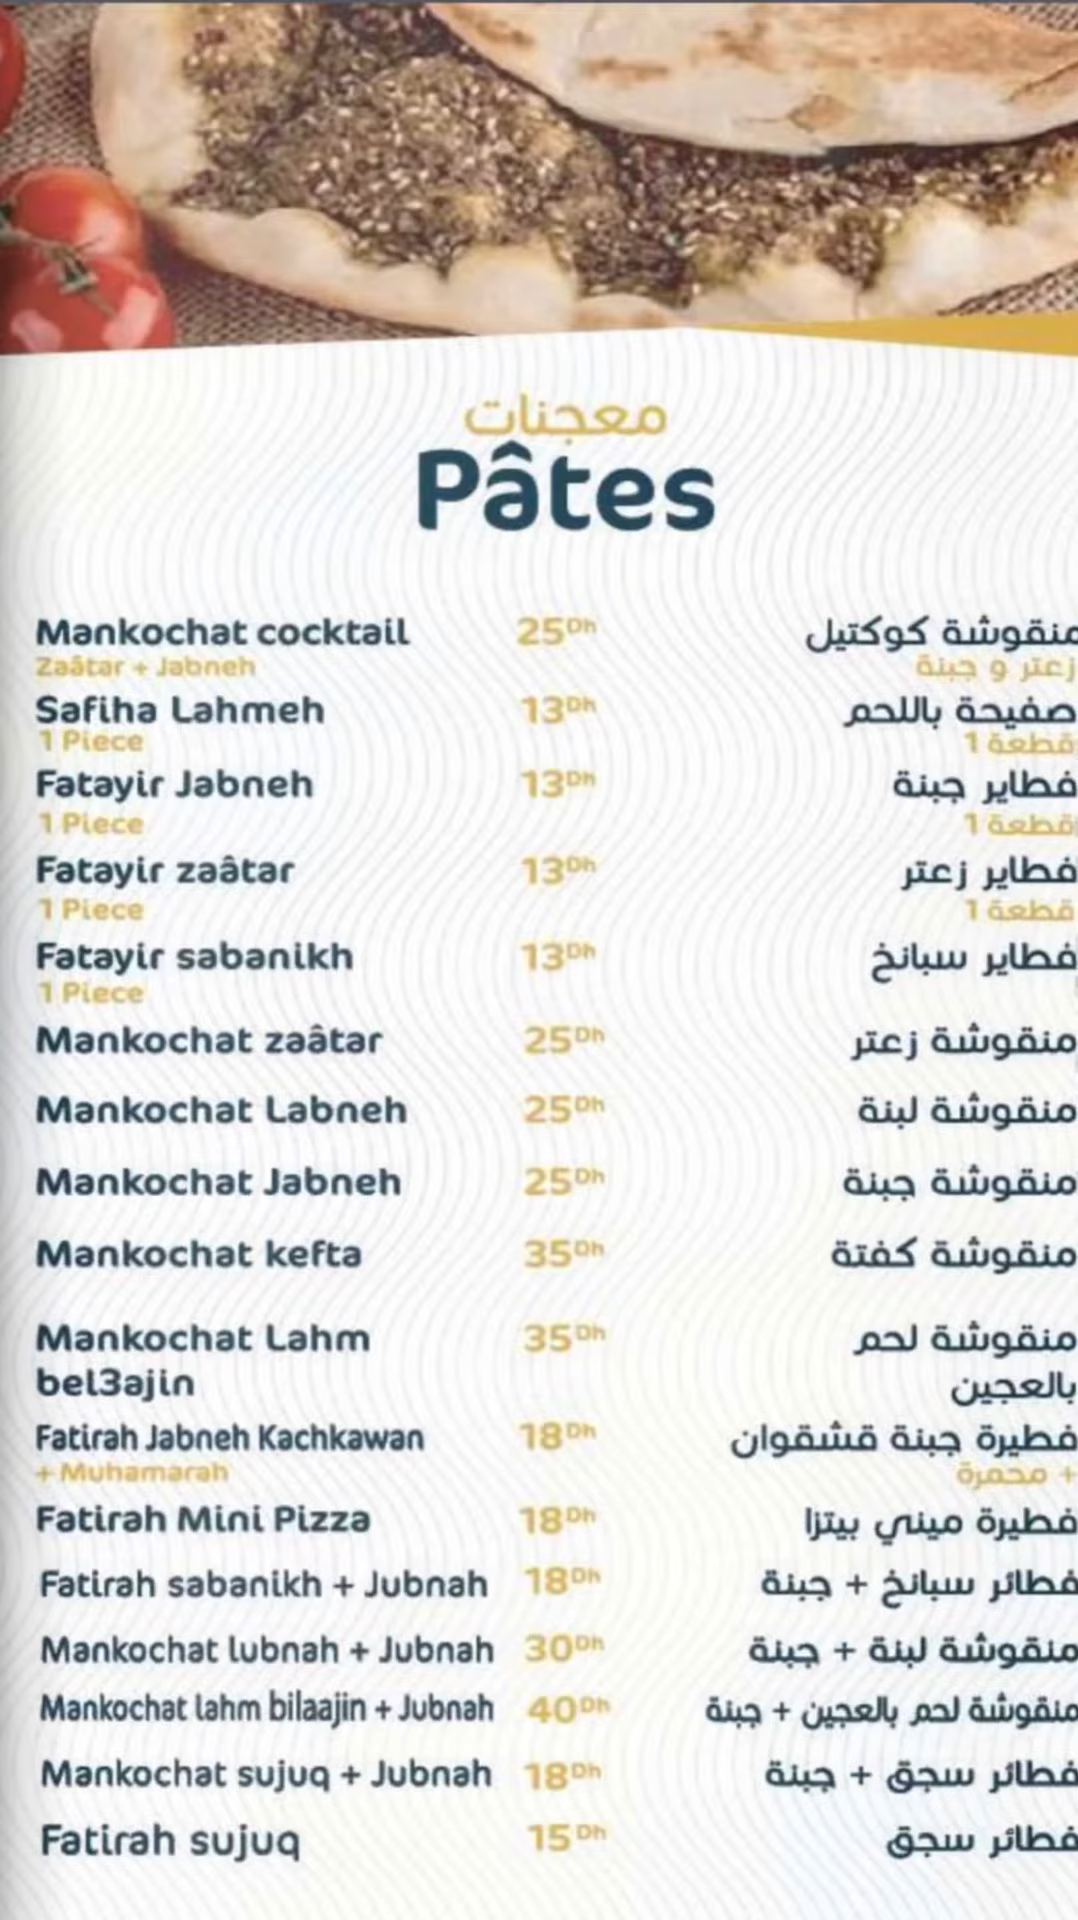 معجنات
Pâtes
Mankochat cocktail 25Dh منقوشة كوكتيل
Zaâtar + Jabneh زعتر و جبنة
Safiha Lahmeh 13Dh صفيحة باللحم
1 Piece 1 قطعة
Fatayir Jabneh 13Dh فطاير جبنة
1 Piece 1 قطعة
Fatayir zaâtar 13Dh فطاير زعتر
1 Piece 1 قطعة
Fatayir sabanikh 13Dh فطاير سبانخ
1 Piece
Mankochat zaâtar 25Dh منقوشة زعتر
Mankochat Labneh 25Dh منقوشة لبنة
Mankochat Jabneh 25Dh منقوشة جبنة
Mankochat kefta 35Dh منقوشة كفتة
Mankochat Lahm 35Dh منقوشة لحم
bel3ajin بالعجين
Fatirah Jabneh Kachkawan 18Dh فطيرة جبنة قشقوان
+ Muhamarah + محمرة
Fatirah Mini Pizza 18Dh فطيرة ميني بيتزا
Fatirah sabanikh + Jubnah 18Dh فطائر سبانخ + جبنة
Mankochat lubnah + Jubnah 30Dh منقوشة لبنة + جبنة
Mankochat lahm bilaajin + Jubnah 40Dh منقوشة لحم بالعجين + جبنة
Mankochat sujuq + Jubnah 18Dh فطائر سجق + جبنة
Fatirah sujuq 15Dh فطائر سجق